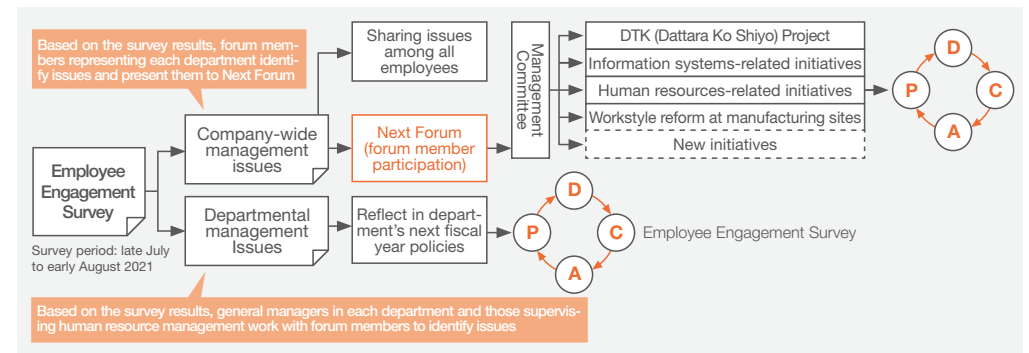 Based on the survey results, forum mem-
bers representing each department identi-
fy issues and present them to Next Forum
Sharing issues
among all
employees
Management
Committee
DTK (Dattara Ko Shiyo) Project
Information systems-related initiatives
Human resources-related initiatives
Workstyle reform at manufacturing sites
New initiatives
P
D
C
A
Company-wide
management
issues
Next Forum
(forum member
participation)
Employee
Engagement
Survey
Survey period: late July
to early August 2021
Departmental
management
Issues
Reflect in depart-
ment's next fiscal
year policies
P
D
C
A
Employee Engagement Survey
Based on the survey results, general managers in each department and those supervis-
ing human resource management work with forum members to identify issues